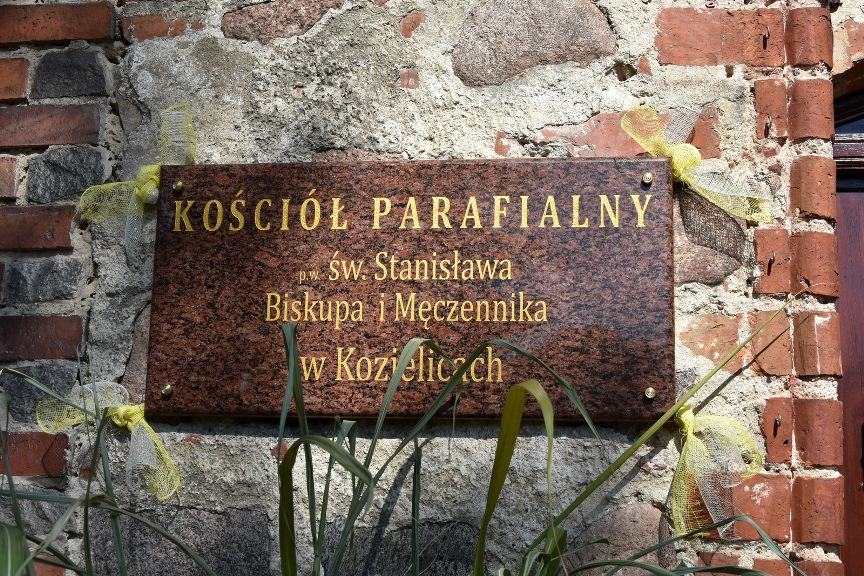 KOŚCIÓŁ PARAFIALNY
p.w. św. Stanisława
Biskupa i Męczennika
w Kozielicach